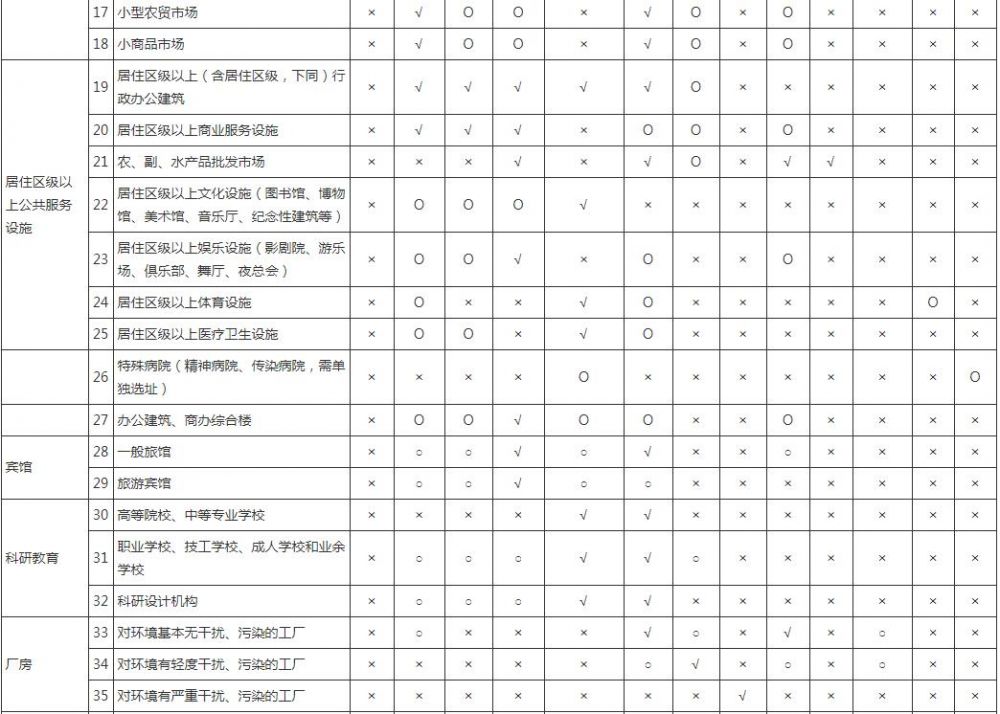 17 小型农贸市场 × √ O O × √ O × O × × × ×
18 小商品市场 × √ O O × √ O × O × × × ×
居住区级以
上公共服务
设施
19 居住区级以上（含居住区级，下同）行
政办公建筑 × √ √ √ √ √ O × × × × × ×
20 居住区级以上商业服务设施 × √ √ √ × O O × O × × × ×
21 农、副、水产品批发市场 × × × √ × √ O × √ √ × × ×
22 居住区级以上文化设施（图书馆、博物
馆、美术馆、音乐厅、纪念性建筑等） × O O O √ × × × × × × × ×
23 居住区级以上娱乐设施（影剧院、游乐
场、俱乐部、舞厅、夜总会） × O O √ × O × × O × × × ×
24 居住区级以上体育设施 × O × × √ O × × × × × O ×
25 居住区级以上医疗卫生设施 × O O × √ O × × × × × × ×
26 特殊病院（精神病院、传染病院，需单
独选址） × × × × O × × × × × × × O
27 办公建筑、商办综合楼 × O O √ O O × × O × × × ×
宾馆
28 一般旅馆 × ○ ○ √ ○ √ × × ○ × × × ×
29 旅游宾馆 × ○ ○ √ ○ ○ × × × × × × ×
科研教育
30 高等院校、中等专业学校 × × × × √ √ × × × × × × ×
31 职业学校、技工学校、成人学校和业余
学校 × ○ ○ ○ √ √ ○ × × × × × ×
32 科研设计机构 × ○ ○ ○ √ √ × × × × × × ×
厂房
33 对环境基本无干扰、污染的工厂 × ○ × × × √ ○ × √ × ○ × ×
34 对环境有轻度干扰、污染的工厂 × × × × × ○ √ × ○ × ○ × ×
35 对环境有严重干扰、污染的工厂 × × × × × × × √ × × × × ×